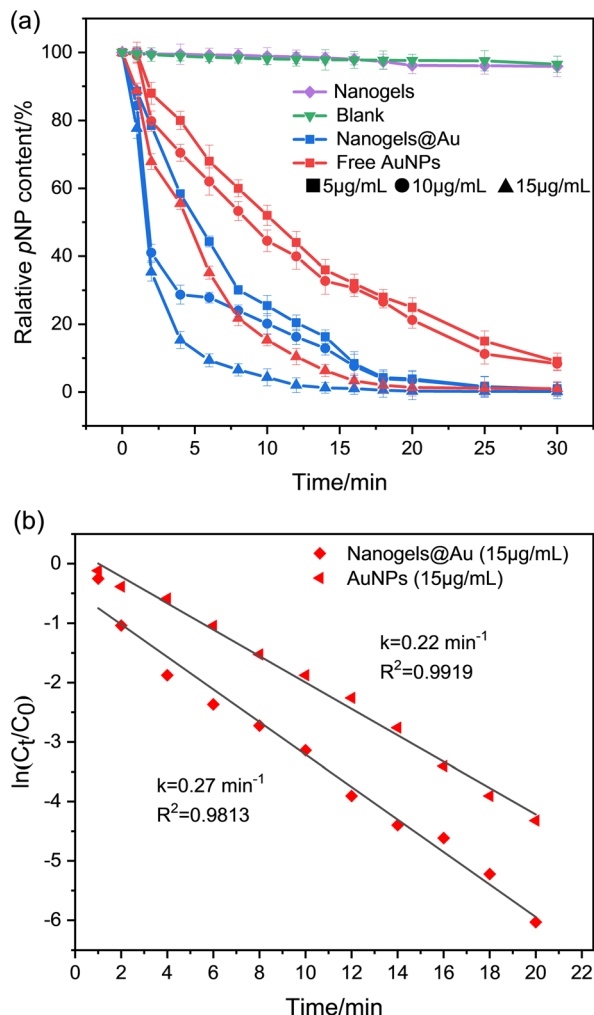 (a)
100
80
60
40
20
0
Ralative pNP content/%
Nanogels
Blank
Nanogels@Au
Free AuNPs
5μg/mL 10μg/mL 15μg/mL
0 5 10 15 20 25 30
Time/min
(b)
0
-1
-2
-3
-4
-5
-6
ln(Ct/C0)
Nanogels@Au (15μg/mL)
AuNPs (15μg/mL)
k=0.22 min-1
R2=0.9919
k=0.27 min-1
R2=0.9813
2 4 6 8 10 12 14 16 18 20 22
Time/min